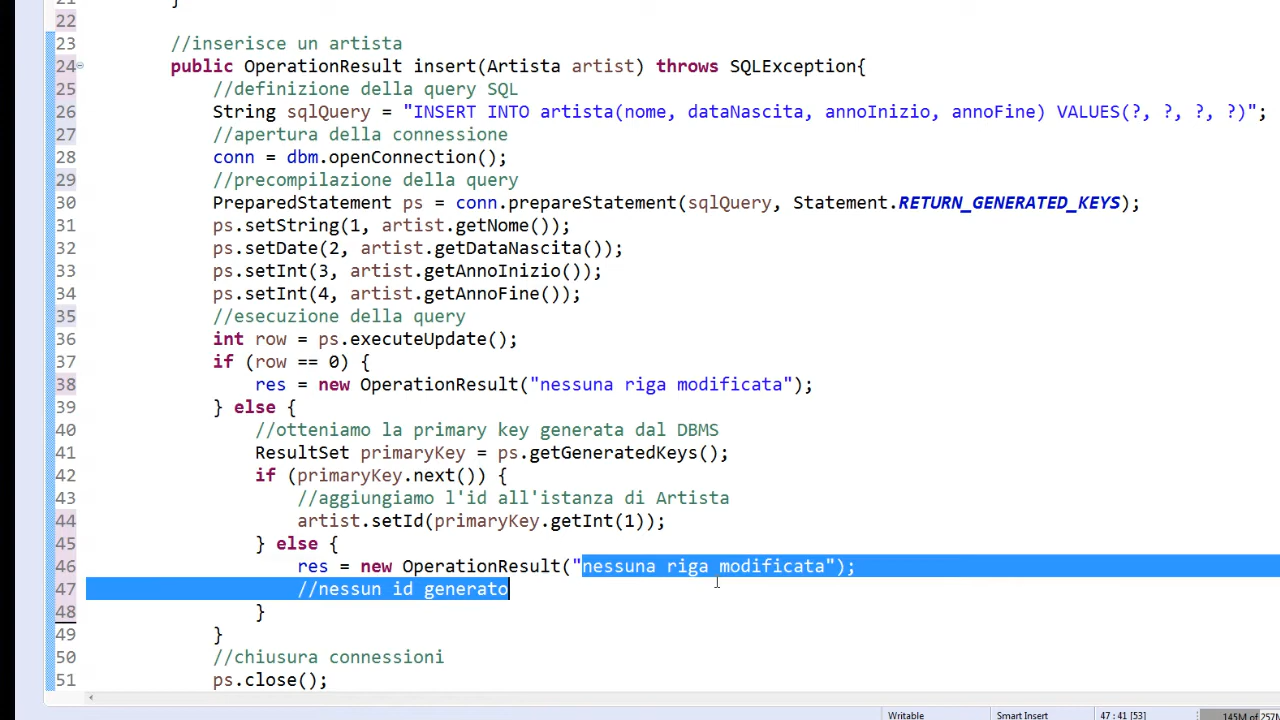 21 }
22
23 //inserisce un artista
24 public OperationResult insert(Artista artist) throws SQLException{
25 //definizione della query SQL
26 String sqlQuery = "INSERT INTO artista(nome, dataNascita, annoInizio, annoFine) VALUES(?, ?, ?, ?)";
27 //apertura della connessione
28 conn = dbm.openConnection();
29 //precompilazione della query
30 PreparedStatement ps = conn.prepareStatement(sqlQuery, Statement.RETURN_GENERATED_KEYS);
31 ps.setString(1, artist.getNome());
32 ps.setDate(2, artist.getDataNascita());
33 ps.setInt(3, artist.getAnnoInizio());
34 ps.setInt(4, artist.getAnnoFine());
35 //esecuzione della query
36 int row = ps.executeUpdate();
37 if (row == 0) {
38 res = new OperationResult("nessuna riga modificata");
39 } else {
40 //otteniamo la primary key generata dal DBMS
41 ResultSet primaryKey = ps.getGeneratedKeys();
42 if (primaryKey.next()) {
43 //aggiungiamo l'id all'istanza di Artista
44 artist.setId(primaryKey.getInt(1));
45 } else {
46 res = new OperationResult("nessuna riga modificata");
47 //nessun id generato
48 }
49 }
50 //chiusura connessioni
51 ps.close();
Writable Smart Insert 47 : 41 [53] 145M of 257M